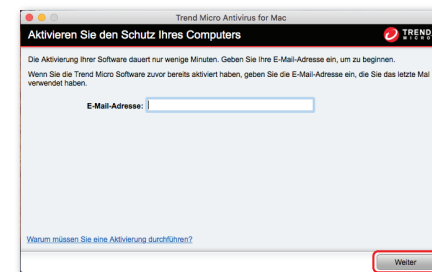 Trend Micro Antivirus for Mac
Aktivieren Sie den Schutz Ihres Computers
TREND
MICRO
Die Aktivierung Ihrer Software dauert nur wenige Minuten. Geben Sie Ihre E-Mail-Adresse ein, um zu beginnen.
Wenn Sie die Trend Micro Software zuvor bereits aktiviert haben, geben Sie die E-Mail-Adresse ein, die Sie das letzte Mal
verwendet haben.
E-Mail-Adresse:
Warum müssen Sie eine Aktivierung durchführen?
Weiter